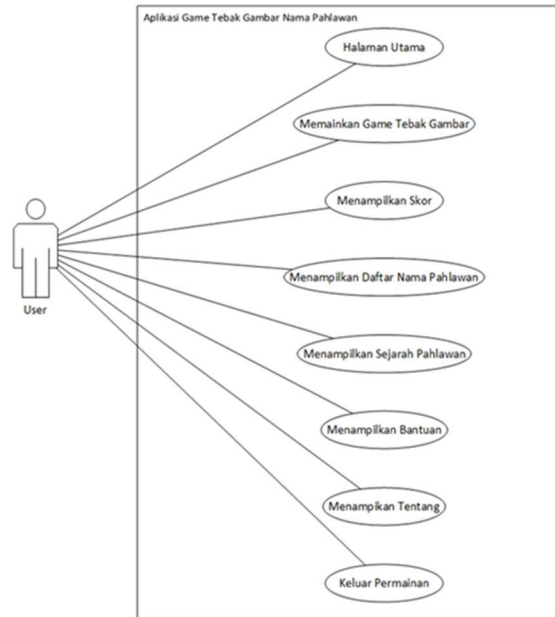 Aplikasi Game Tebak Gambar Nama Pahlawan
Halaman Utama
Memainkan Game Tebak Gambar
Menampilkan Skor
Menampilkan Daftar Nama Pahlawan
User
Menampilkan Sejarah Pahlawan
Menampilkan Bantuan
Menampikan Tentang
Keluar Permainan